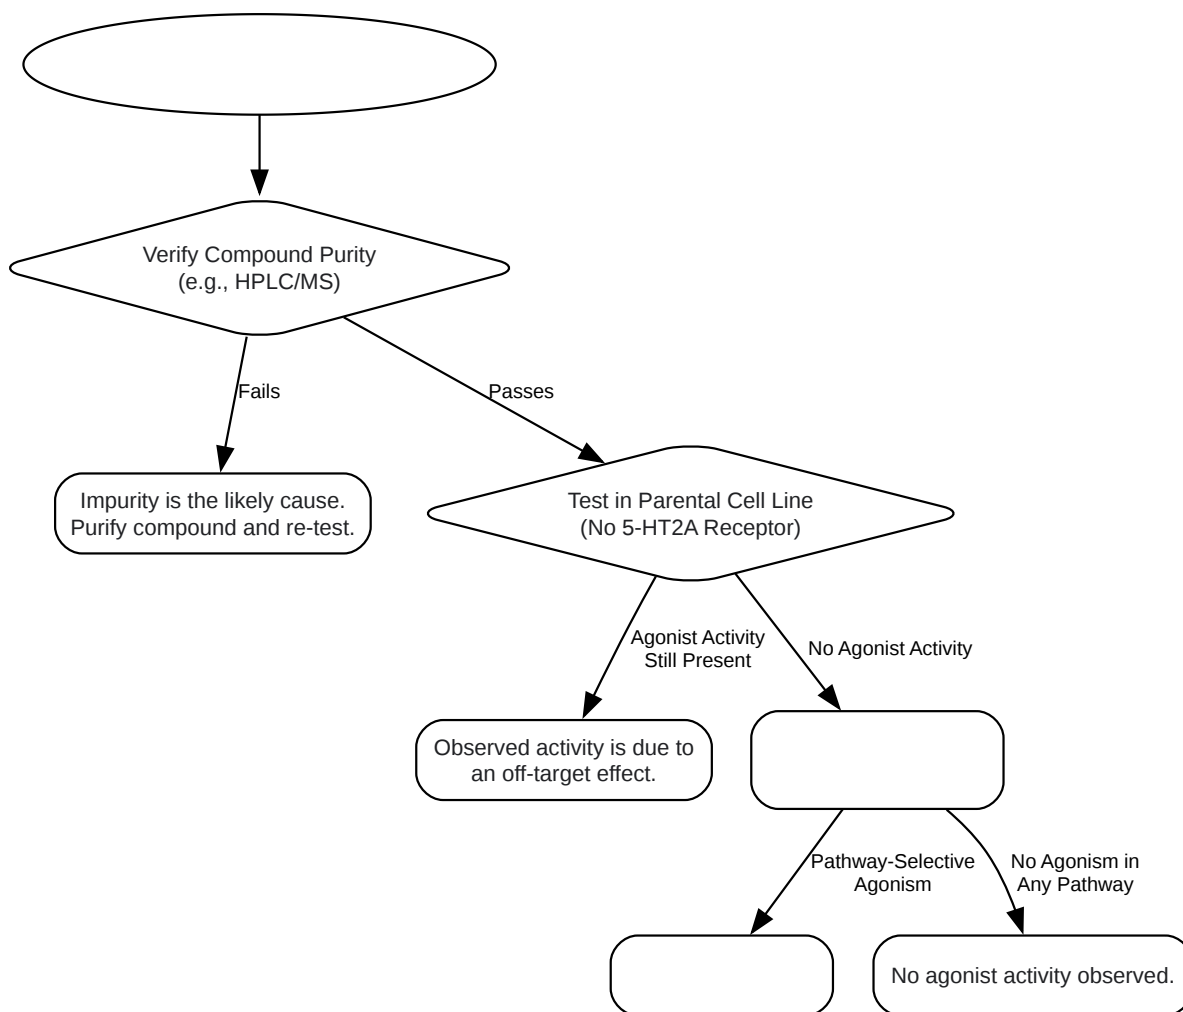 Verify Compound Purity
(e.g., HPLC/MS)
Fails
Passes
Impurity is the likely cause.
Purify compound and re-test.
Test in Parental Cell Line
(No 5-HT2A Receptor)
Agonist Activity
Still Present
No Agonist Activity
Observed activity is due to
an off-target effect.
Pathway-Selective
Agonism
No Agonism in
Any Pathway
No agonist activity observed.